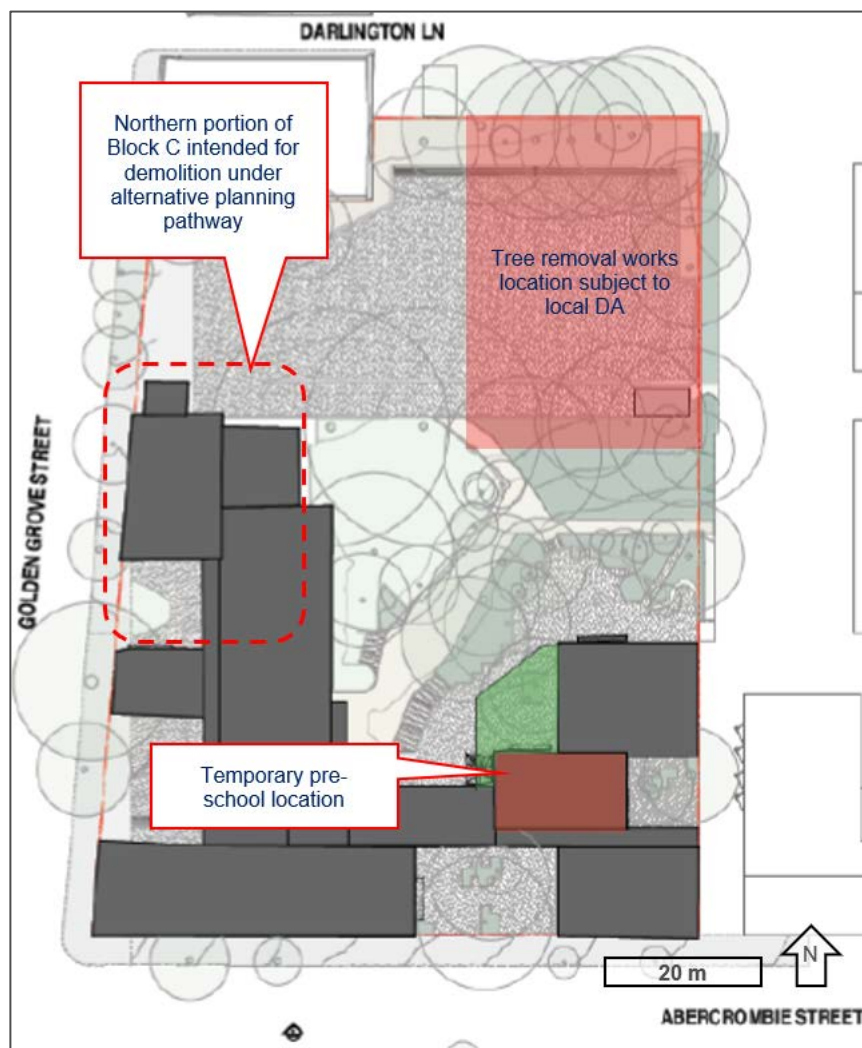 DARLINGTON LN
Northern portion of
Block C intended for
demolition under
alternative planning
pathway
Tree removal works
location subject to
local DA
GOLDEN GROVE STREET
Temporary pre-
school location
20 m
N
ABERCROMBIE STREET